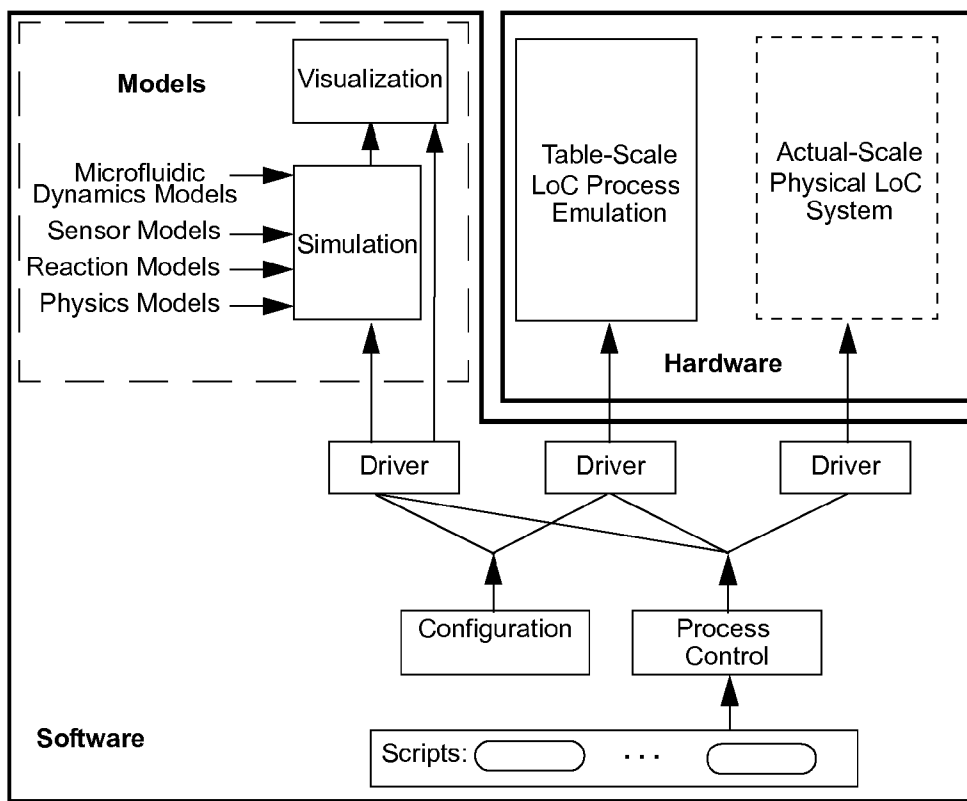 Models
Visualization
Microfluidic
Dynamics Models
Sensor Models
Reaction Models
Physics Models
Simulation
Table-Scale
LoC Process
Emulation
Actual-Scale
Physical LoC
System
Hardware
Driver
Driver
Driver
Configuration
Process
Control
Software
Scripts:
. . .